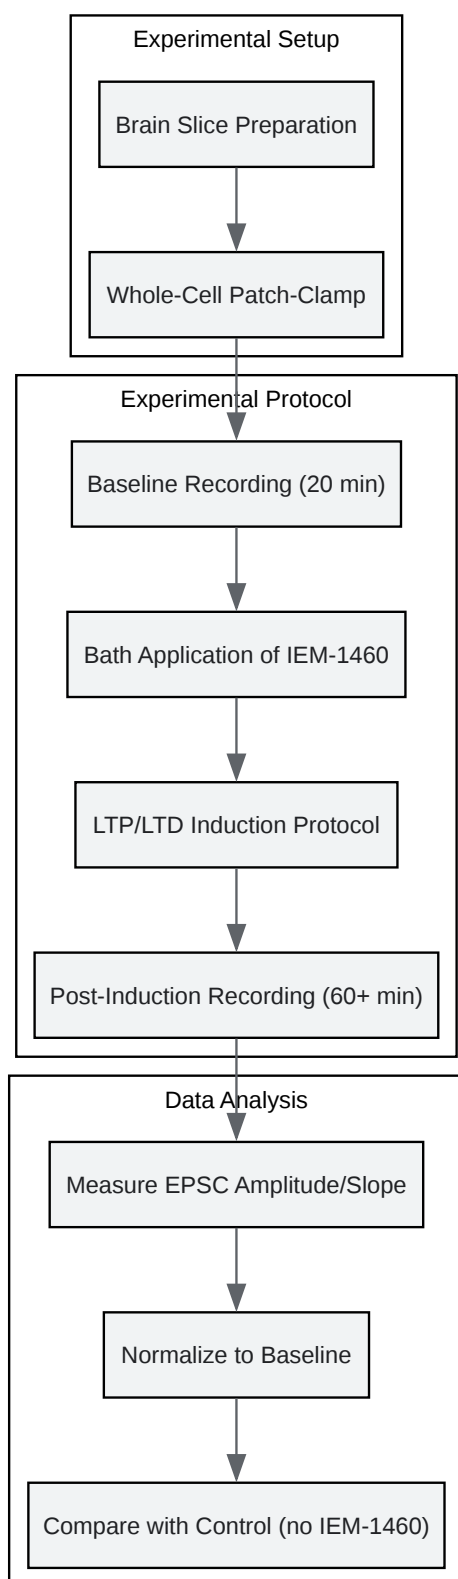 Experimental Setup
Brain Slice Preparation
Whole-Cell Patch-Clamp
Experimental Protocol
Baseline Recording (20 min)
Bath Application of IEM-1460
LTP/LTD Induction Protocol
Post-Induction Recording (60+ min)
Data Analysis
Measure EPSC Amplitude/Slope
Normalize to Baseline
Compare with Control (no IEM-1460)